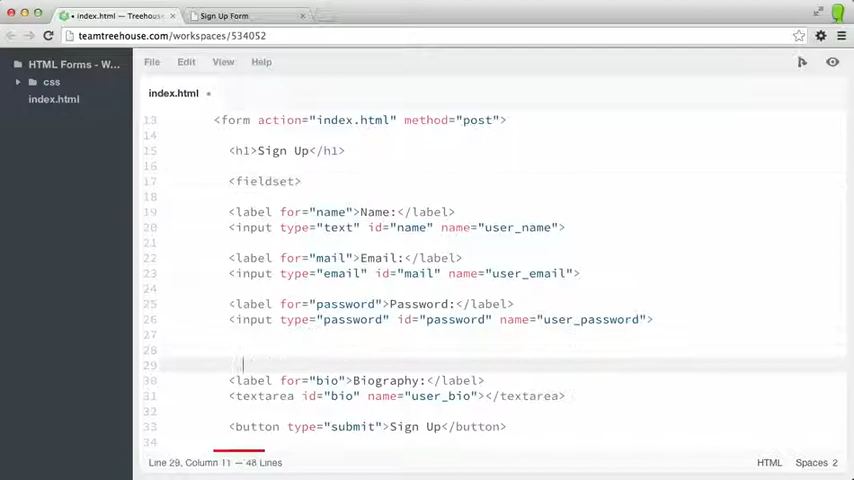 index.html — Treehouse
Sign Up Form
teamtreehouse.com/workspaces/534052
HTML Forms - W...
css
index.html
File Edit View Help
index.html
13 <form action="index.html" method="post">
14
15 <h1>Sign Up</h1>
16
17 <fieldset>
18
19 <label for="name">Name:</label>
20 <input type="text" id="name" name="user_name">
21
22 <label for="mail">Email:</label>
23 <input type="email" id="mail" name="user_email">
24
25 <label for="password">Password:</label>
26 <input type="password" id="password" name="user_password">
27
28
29
30 <label for="bio">Biography:</label>
31 <textarea id="bio" name="user_bio"></textarea>
32
33 <button type="submit">Sign Up</button>
34
Line 29, Column 11 — 48 Lines
HTML
Spaces 2